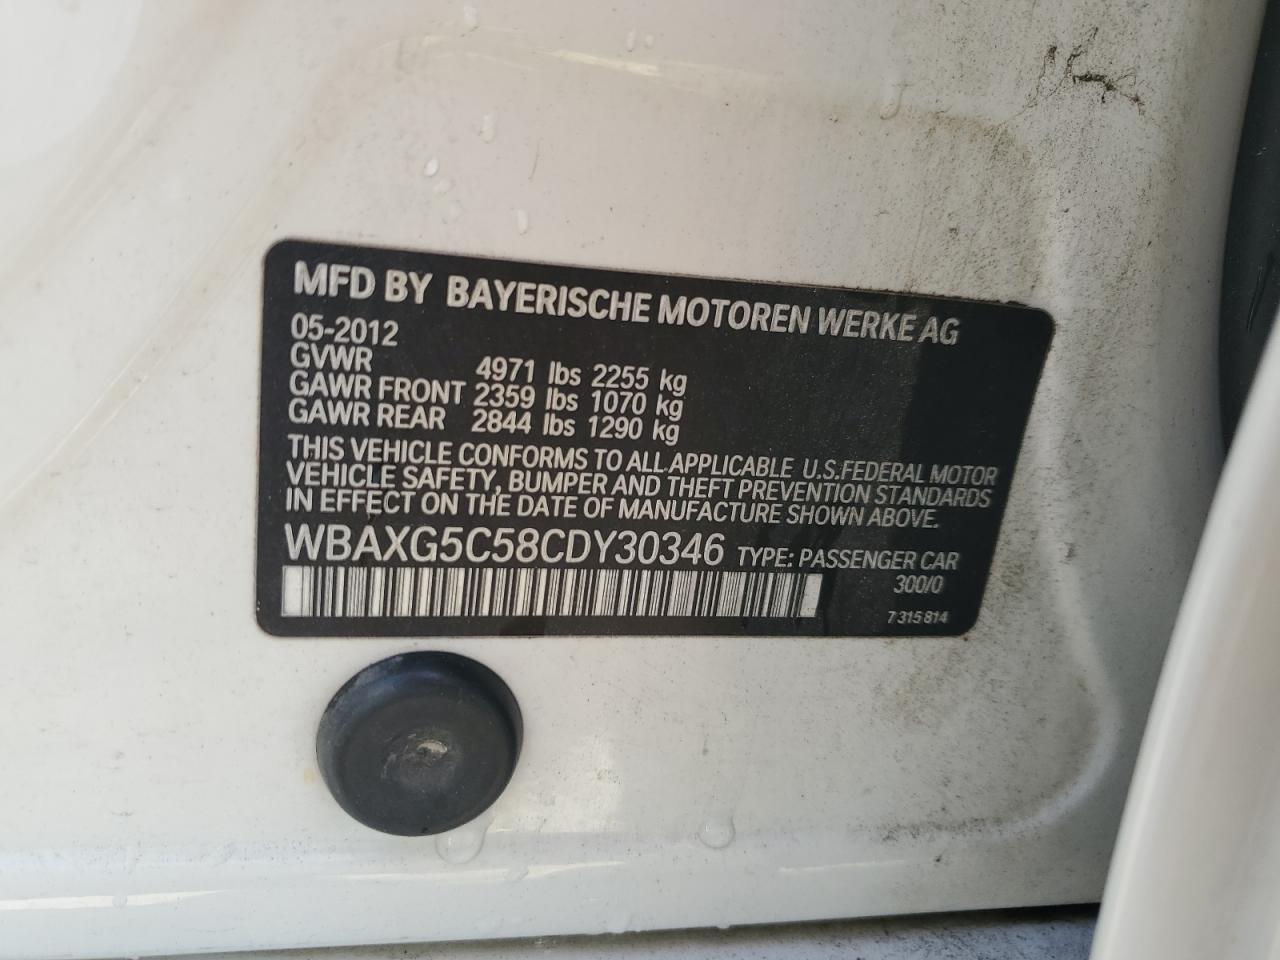 MFD BY BAYERISCHE MOTOREN WERKE AG
05-2012
GVWR 4971 lbs 2255 kg
GAWR FRONT 2359 lbs 1070 kg
GAWR REAR 2844 lbs 1290 kg
THIS VEHICLE CONFORMS TO ALL APPLICABLE U.S.FEDERAL MOTOR
VEHICLE SAFETY, BUMPER AND THEFT PREVENTION STANDARDS
IN EFFECT ON THE DATE OF MANUFACTURE SHOWN ABOVE.
WBAXG5C58CDY30346 TYPE: PASSENGER CAR
300/0
7 315 814